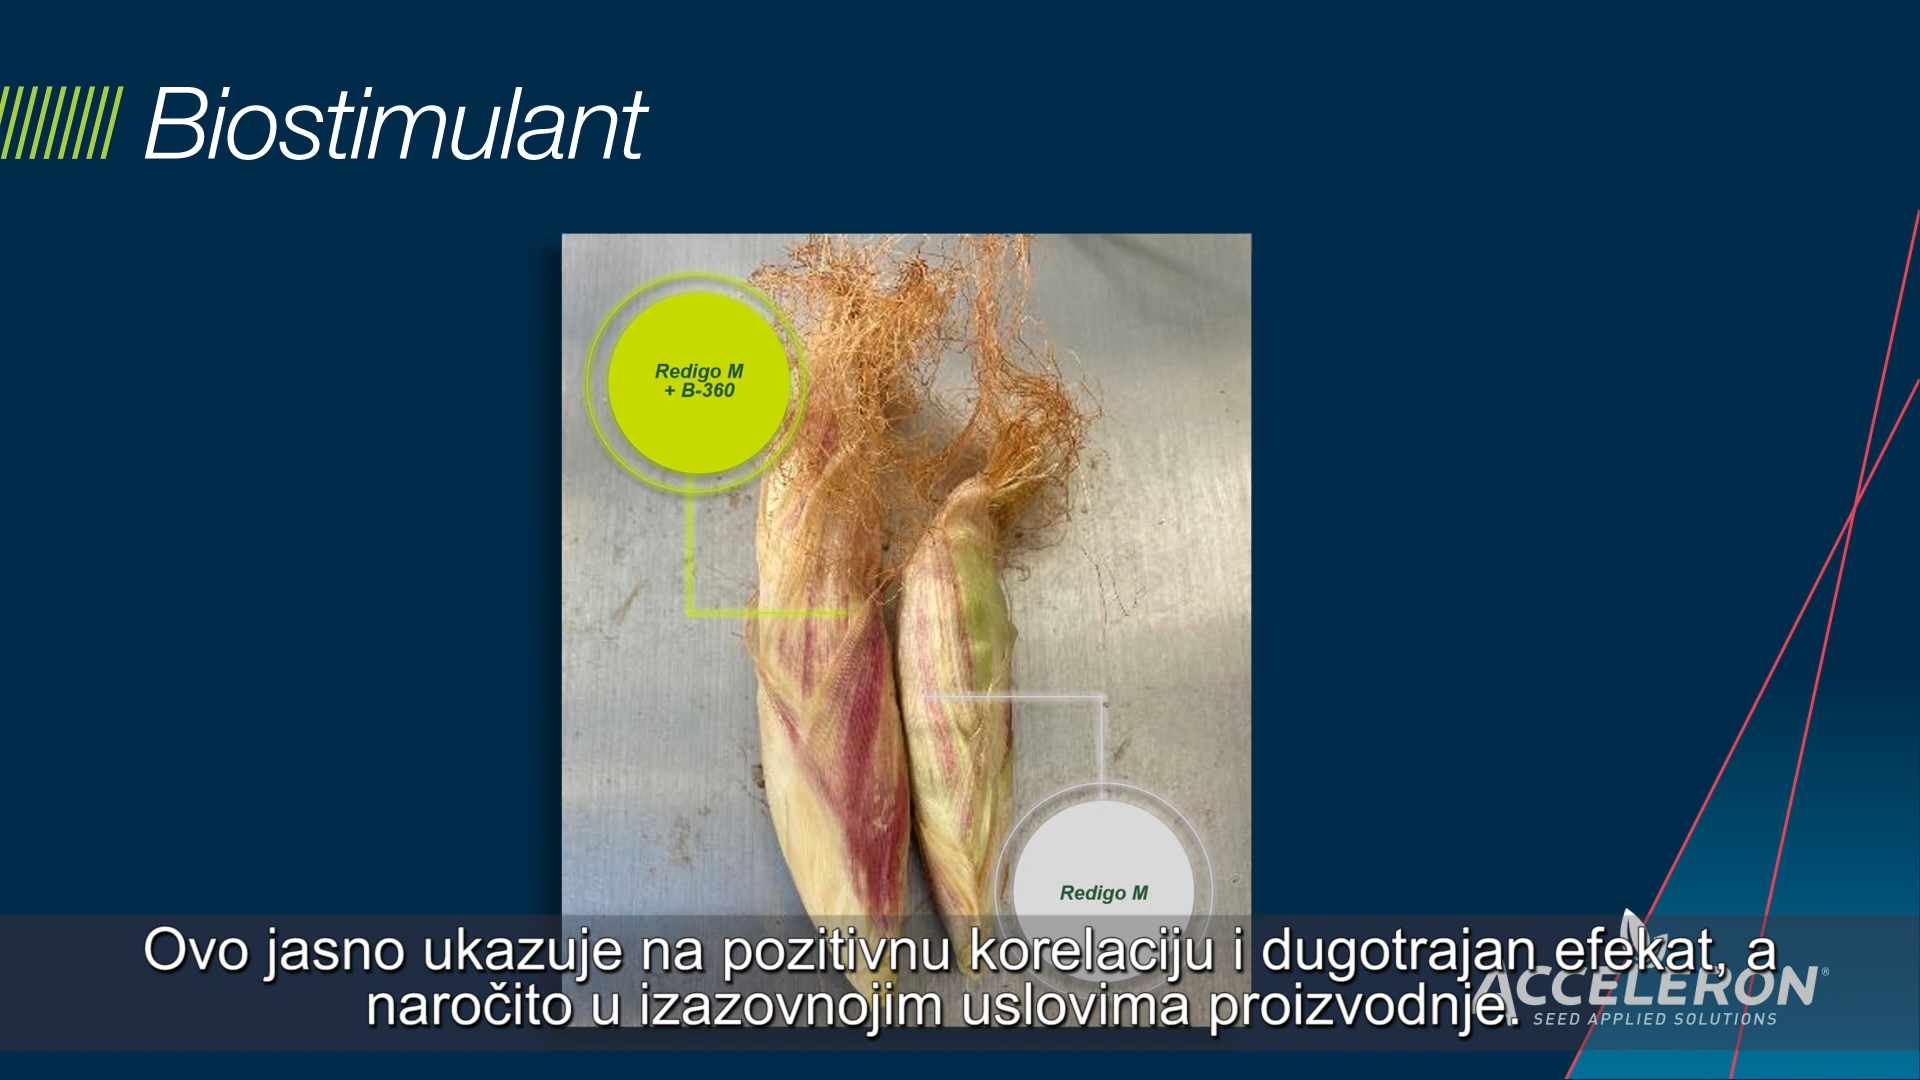 Biostimulant
Redigo M
+ B-360
Redigo M
Ovo jasno ukazuje na pozitivnu korelaciju i dugotrajan efekat, a
naročito u izazovnojim uslovima proizvodnje.
ACCELERON®
SEED APPLIED SOLUTIONS